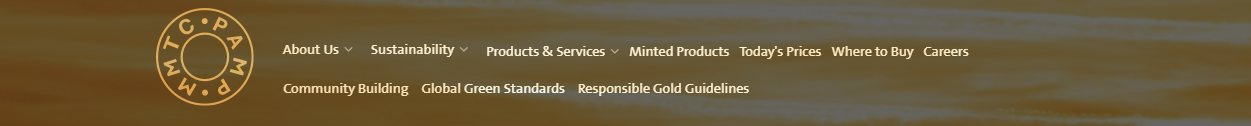 MMTC • PAMP •
About Us Sustainability Products & Services Minted Products Today's Prices Where to Buy Careers
Community Building Global Green Standards Responsible Gold Guidelines